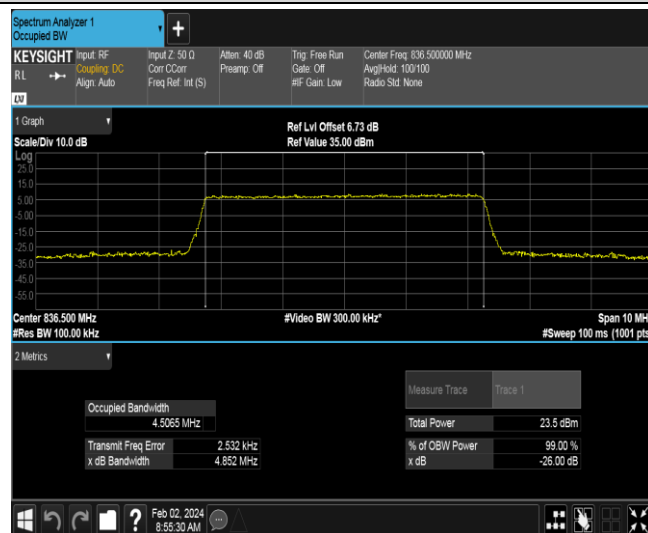 Spectrum Analyzer 1
Occupied BW
KEYSIGHT
RL
LXI
Input: RF
Coupling: DC
Align: Auto
Input Z: 50 Ω
Corr CCorr
Freq Ref: Int (S)
Atten: 40 dB
Preamp: Off
Trig: Free Run
Gate: Off
#IF Gain: Low
Center Freq: 836.500000 MHz
Avg|Hold: 100/100
Radio Std: None
1 Graph
Scale/Div 10.0 dB
Ref Lvl Offset 6.73 dB
Ref Value 35.00 dBm
Log
25.0
15.0
5.00
-5.00
-15.0
-25.0
-35.0
-45.0
-55.0
Center 836.500 MHz
#Res BW 100.00 kHz
#Video BW 300.00 kHz*
Span 10 MH
#Sweep 100 ms (1001 pts
2 Metrics
Measure Trace Trace 1
Occupied Bandwidth
4.5065 MHz
Total Power 23.5 dBm
Transmit Freq Error 2.532 kHz
% of OBW Power 99.00 %
x dB Bandwidth 4.852 MHz
x dB -26.00 dB
?
Feb 02, 2024
8:55:30 AM